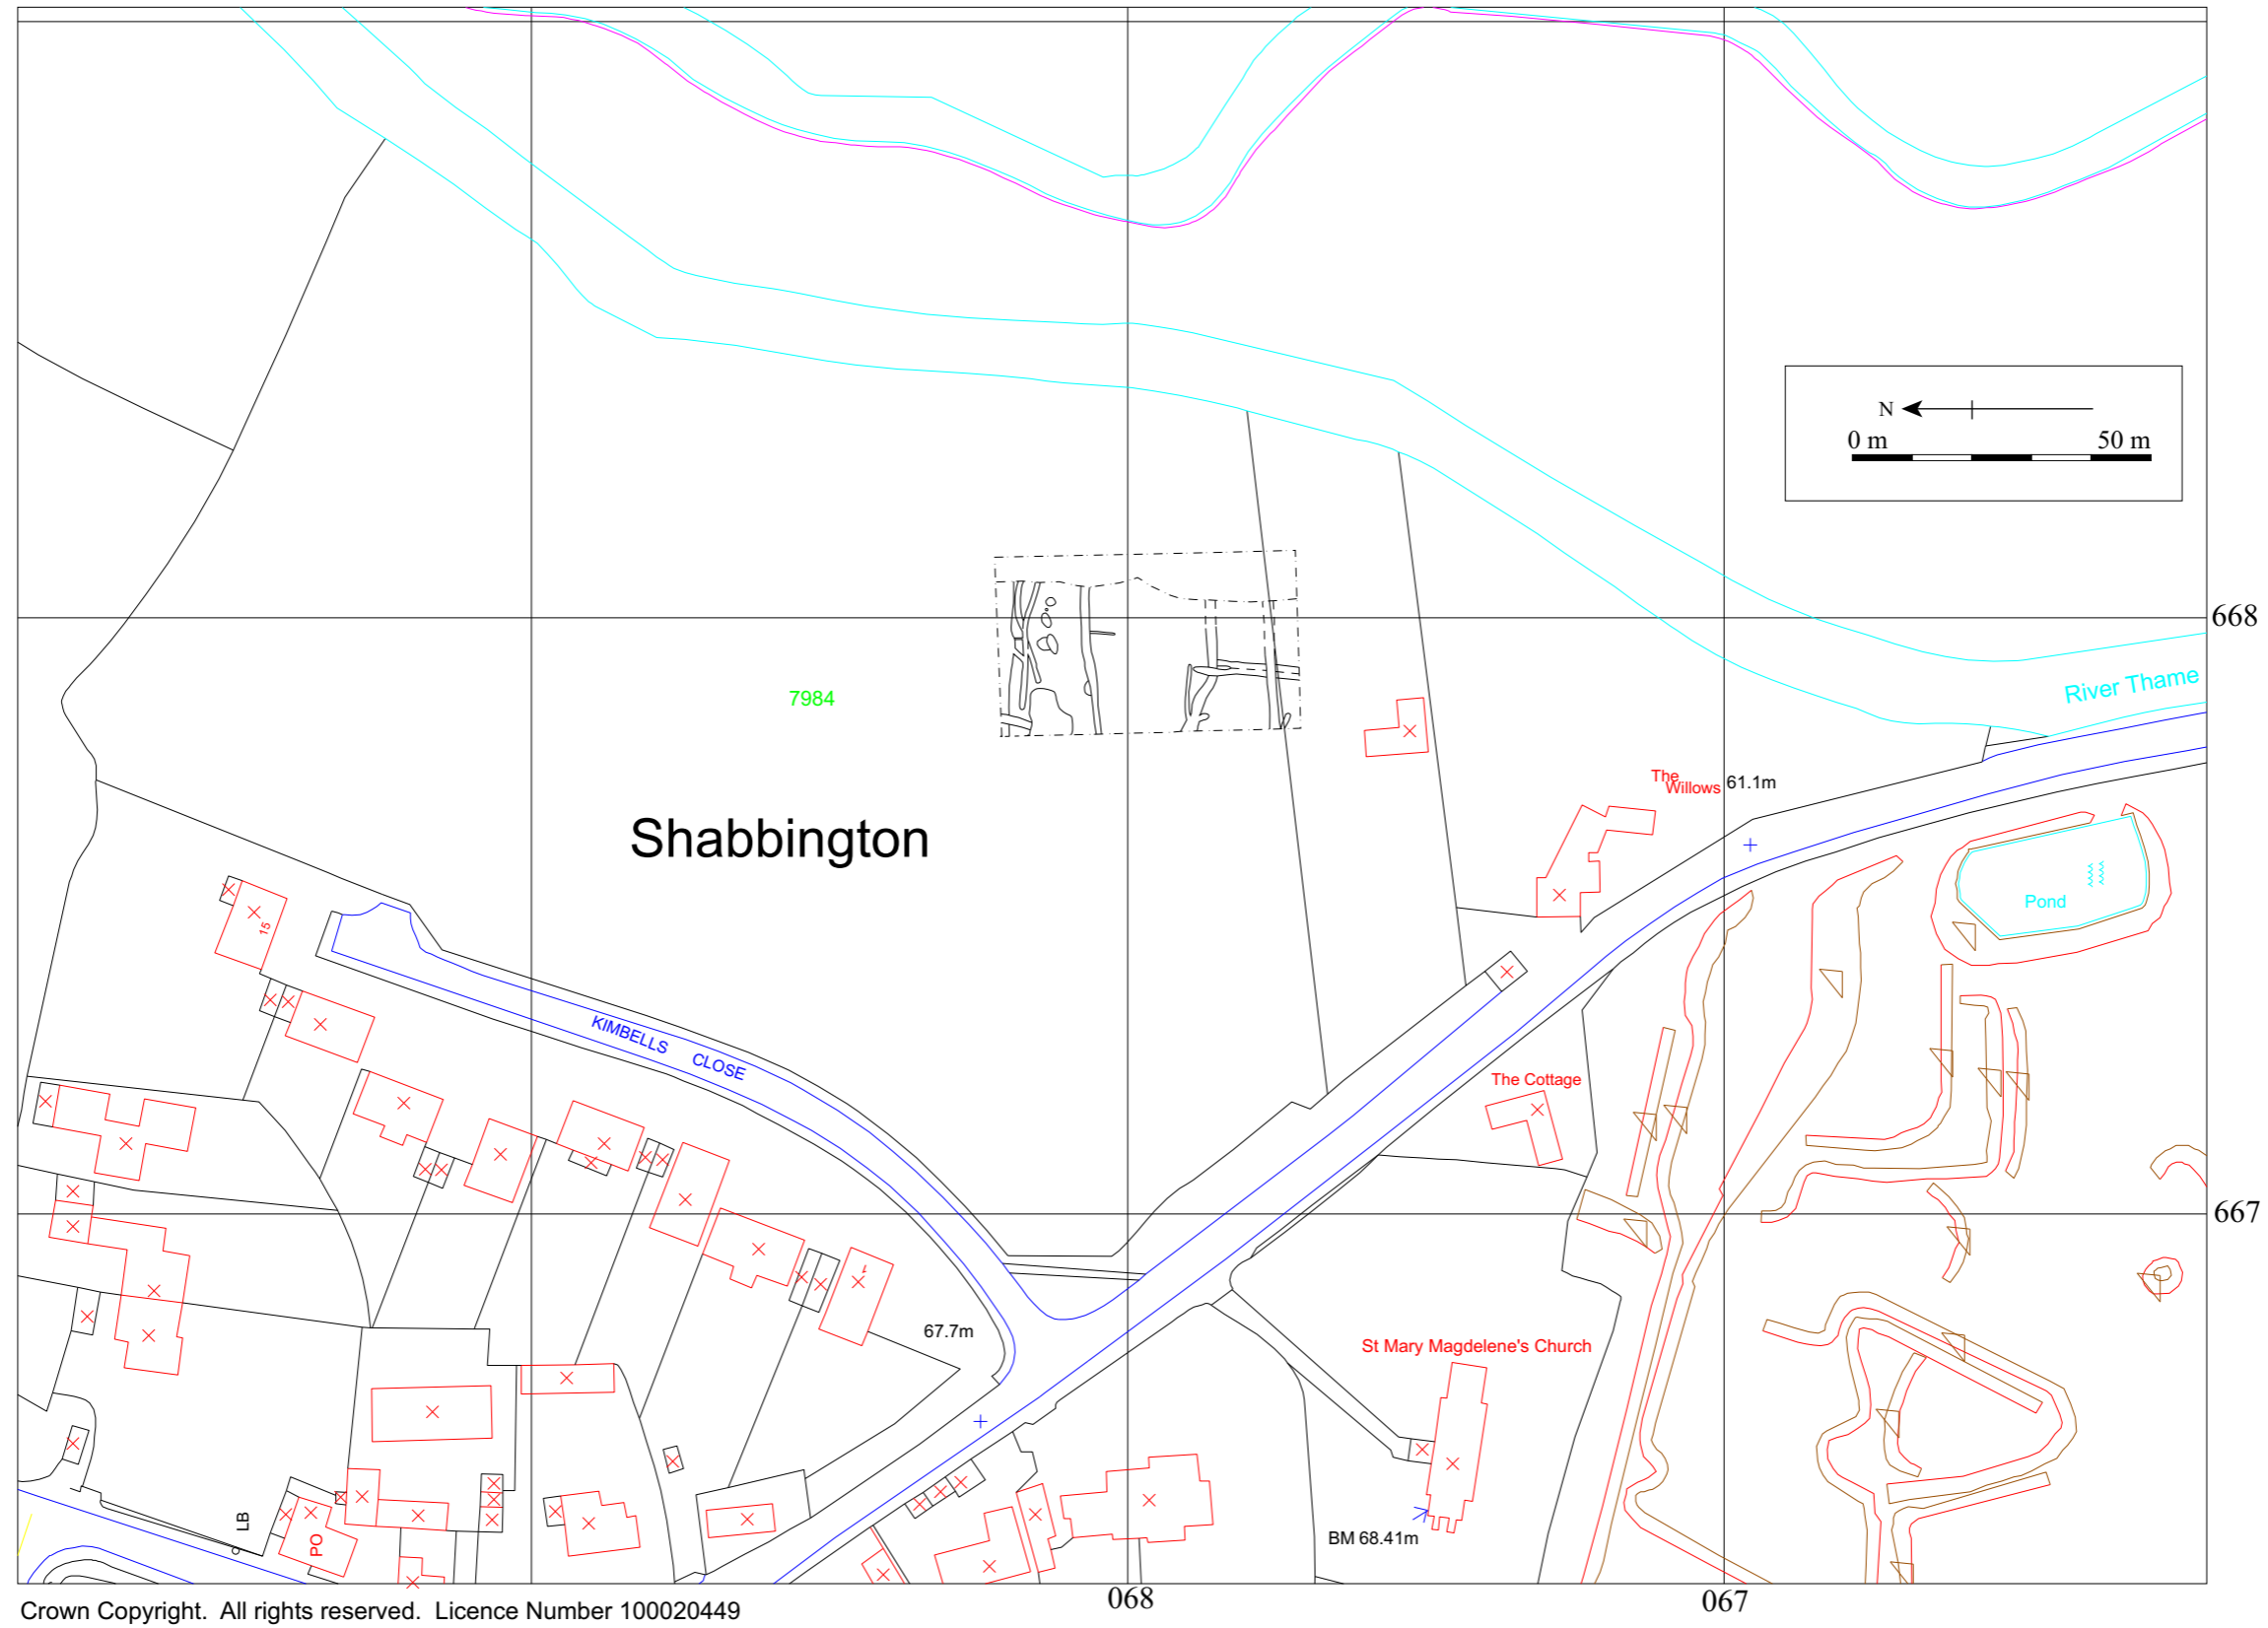 N
0 m 50 m
668
River Thame
7984
The
Willows
61.1m
Shabbington
Pond
15
KIMBELLS CLOSE
The Cottage
667
1
67.7m
St Mary Magdelene's Church
LB
PO
BM 68.41m
068
067
Crown Copyright. All rights reserved. Licence Number 100020449